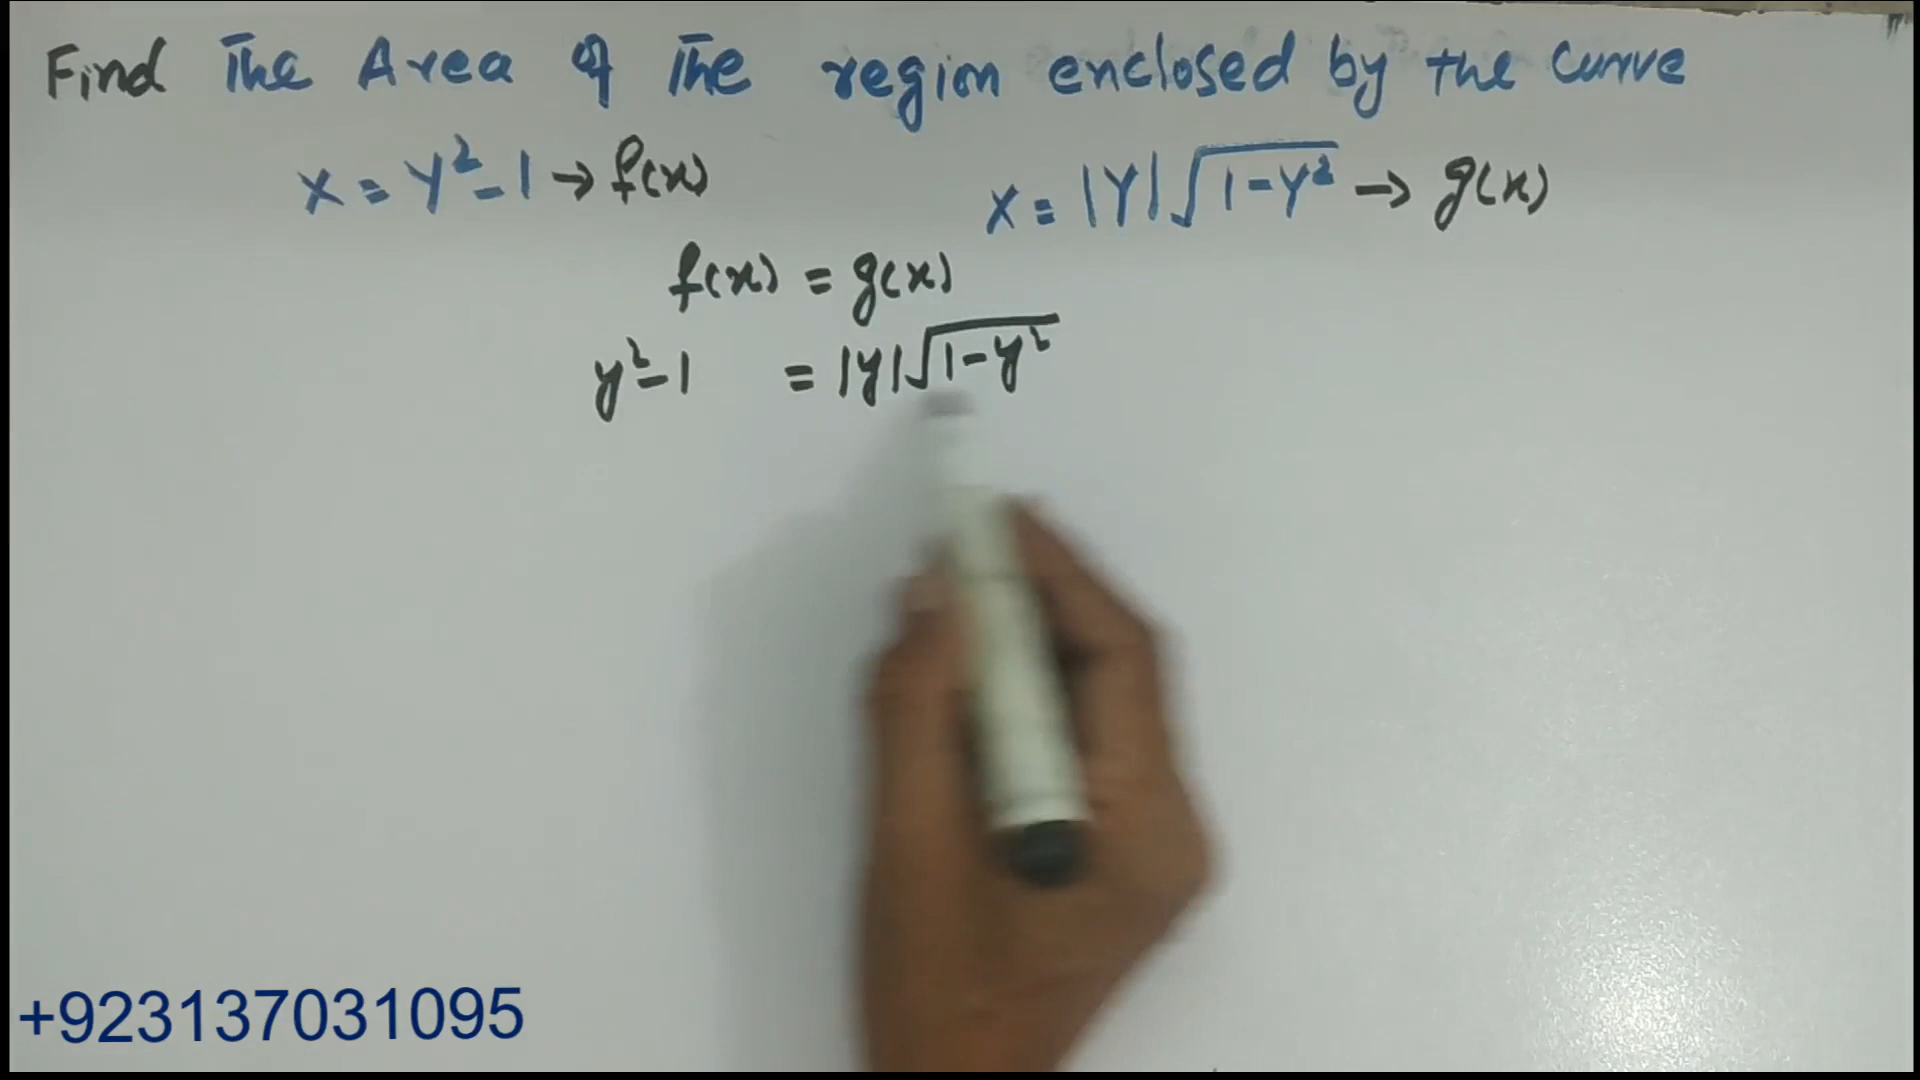 Find The Area of The region enclosed by the curve
x = y² - 1 → f(x) x = |y|√(1-y²) → g(x)
f(x) = g(x)
y² - 1 = |y|√(1-y²)
+923137031095